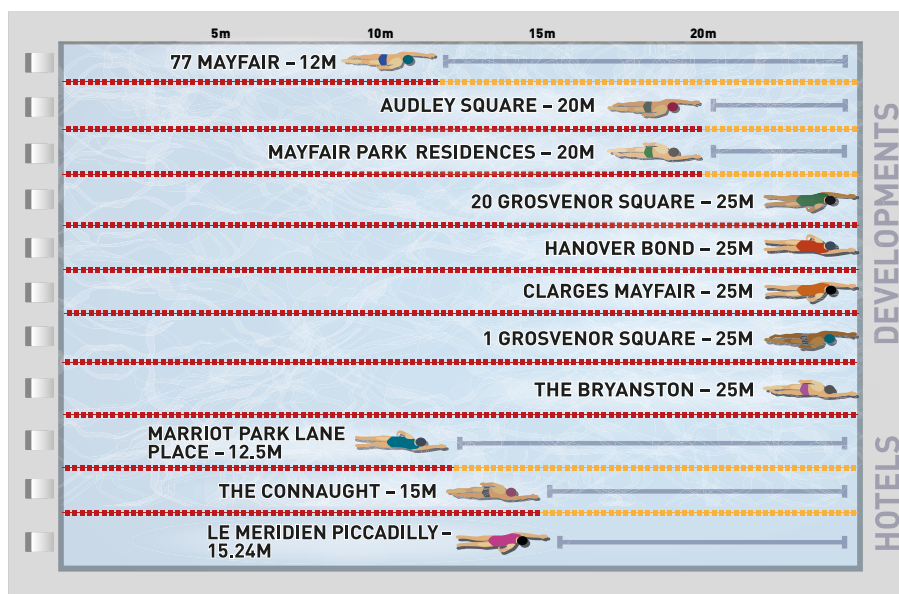 5m 10m 15m 20m
77 MAYFAIR – 12M
AUDLEY SQUARE – 20M
MAYFAIR PARK RESIDENCES – 20M
20 GROSVENOR SQUARE – 25M
HANOVER BOND – 25M
CLARGES MAYFAIR – 25M
1 GROSVENOR SQUARE – 25M
THE BRYANSTON – 25M
DEVELOPMENTS
MARRIOT PARK LANE
PLACE – 12.5M
THE CONNAUGHT – 15M
LE MERIDIEN PICCADILLY –
15.24M
HOTELS